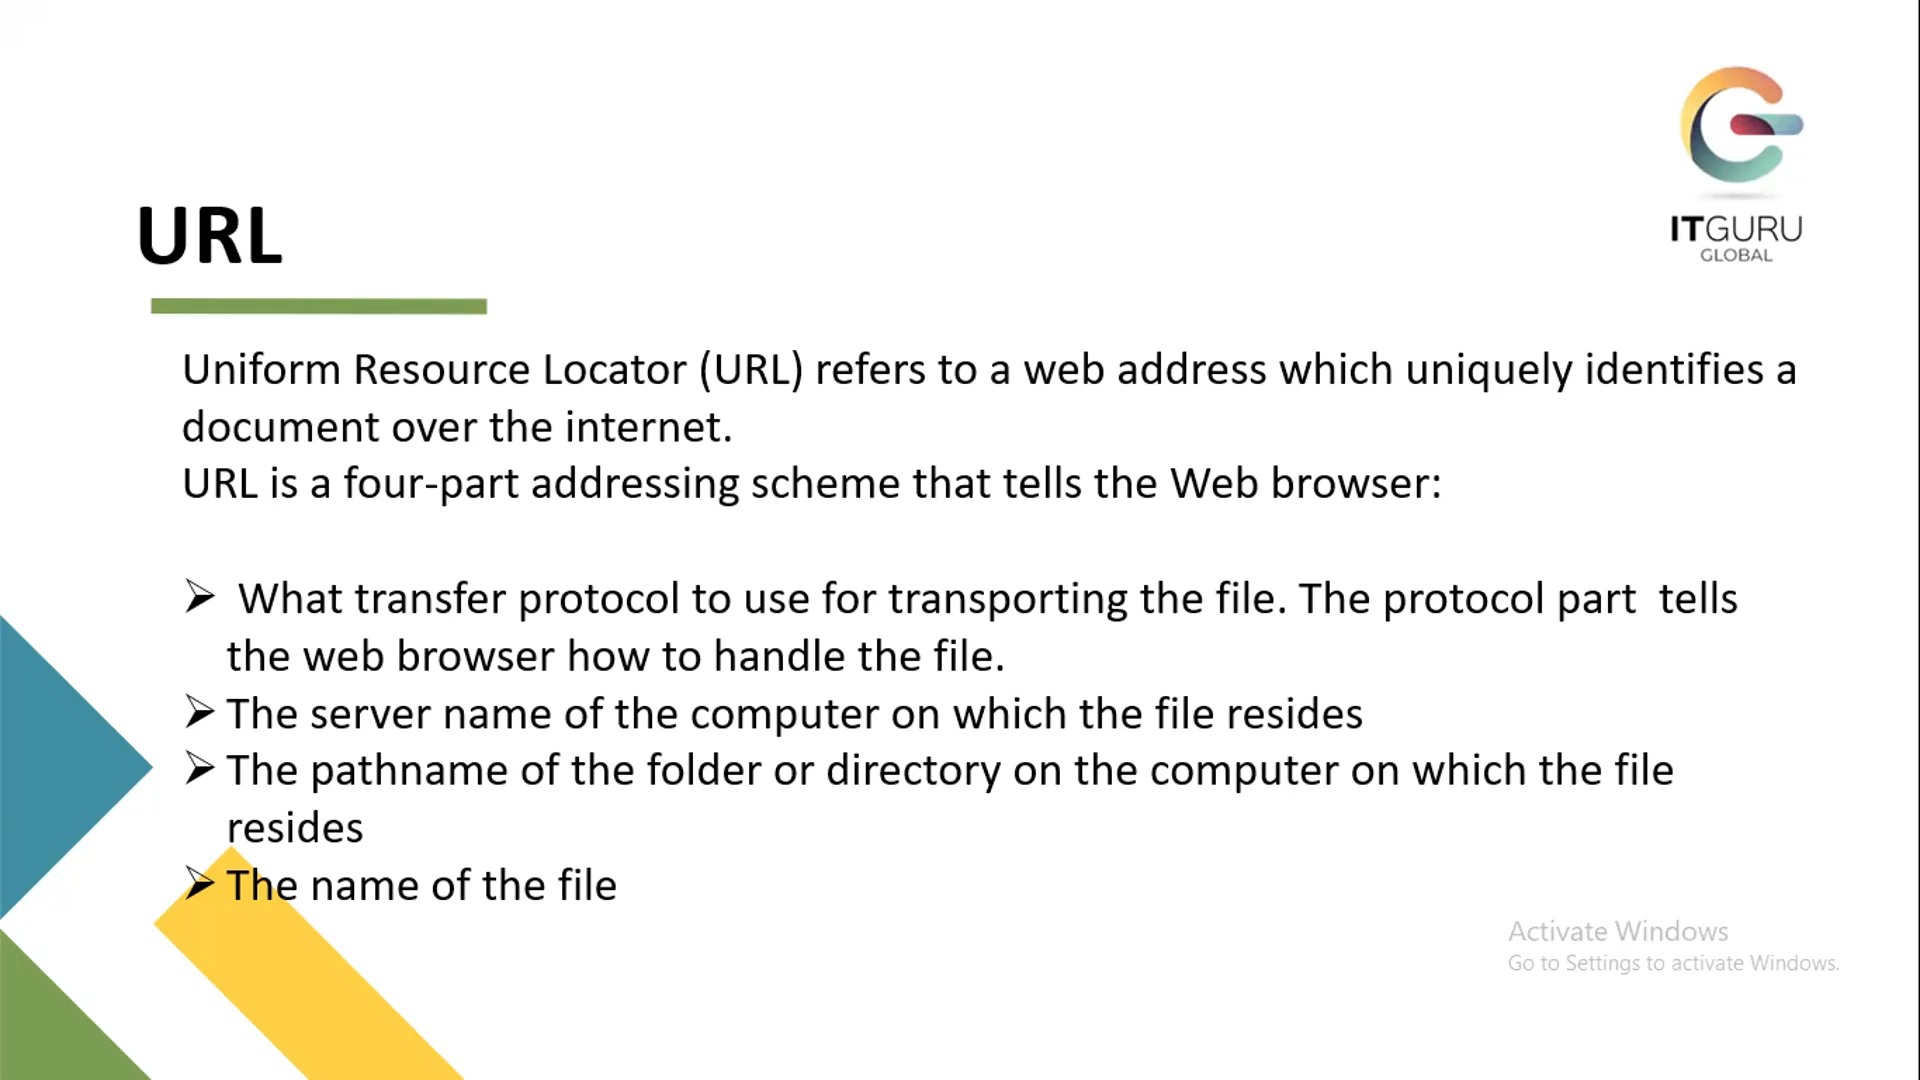 ITGURU
GLOBAL
URL
Uniform Resource Locator (URL) refers to a web address which uniquely identifies a
document over the internet.
URL is a four-part addressing scheme that tells the Web browser:
➢ What transfer protocol to use for transporting the file. The protocol part tells
the web browser how to handle the file.
➢ The server name of the computer on which the file resides
➢ The pathname of the folder or directory on the computer on which the file
resides
➢ The name of the file
Activate Windows
Go to Settings to activate Windows.